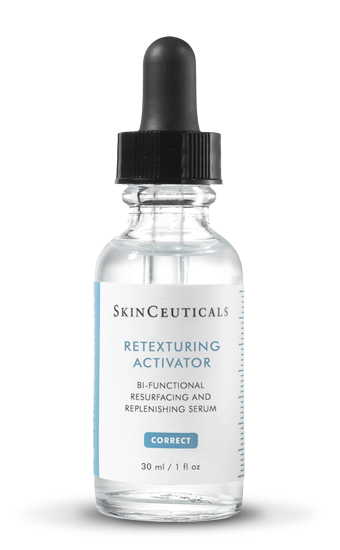 SKINCEUTICALS
RETEXTURING
ACTIVATOR
BI-FUNCTIONAL
RESURFACING AND
REPLENISHING SERUM
CORRECT
30 ml / 1 fl oz